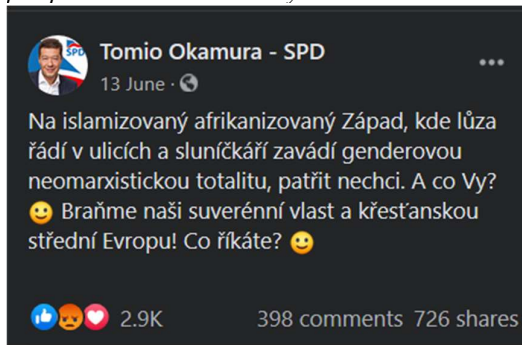 Tomio Okamura - SPD
13 June ·
Na islamizovaný afrikanizovaný Západ, kde lůza
řádí v ulicích a sluníčkáři zavádí genderovou
neomarxistickou totalitu, patřit nechci. A co Vy?
🙂 Braňme naši suverénní vlast a křesťanskou
střední Evropu! Co říkáte? 🙂
2.9K 398 comments 726 shares